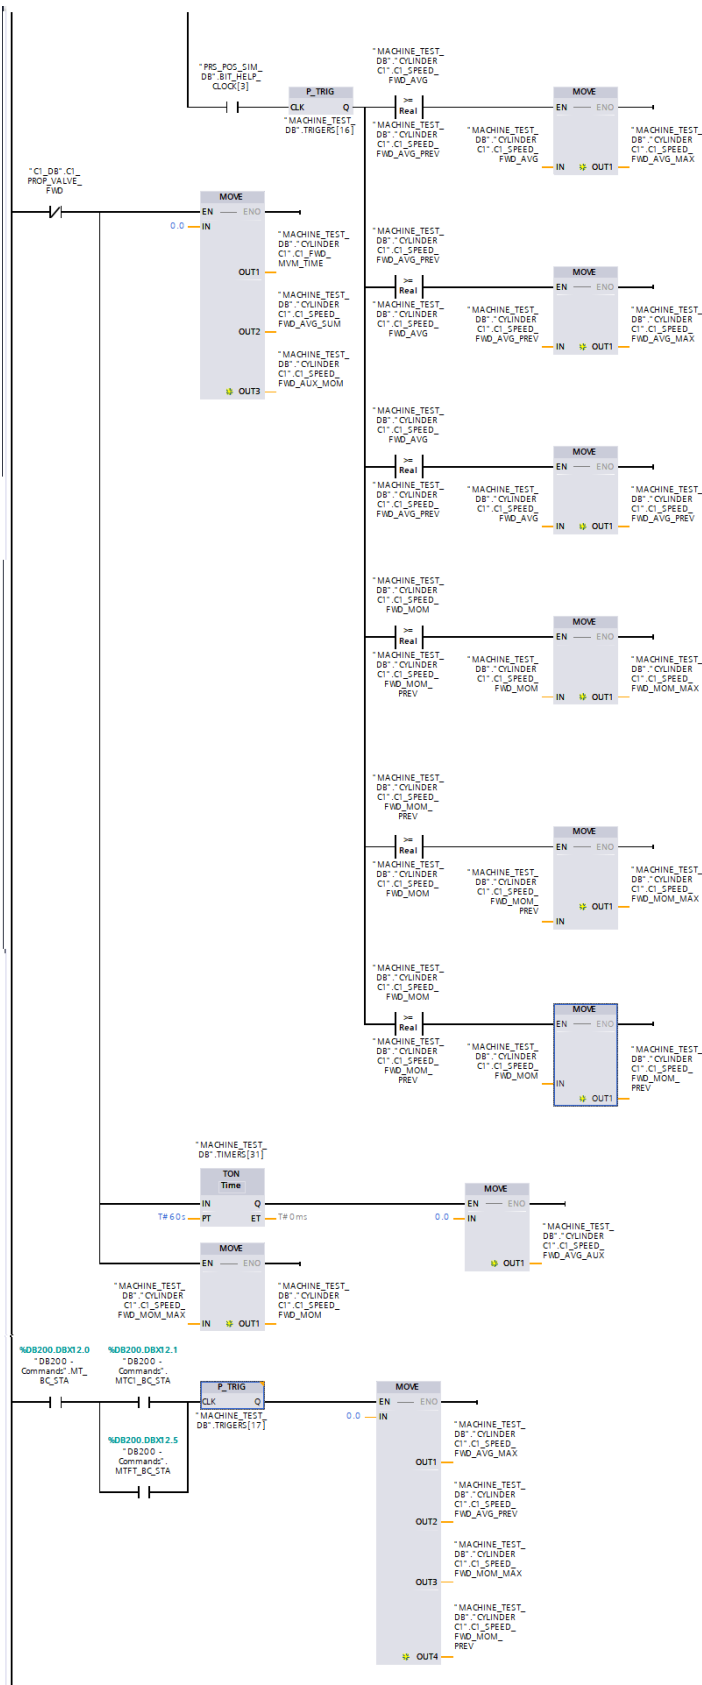 "MACHINE_TEST_
DB"."CYLINDER
C1".C1_SPEED_
FWD_AVG
"PRS_POS_SIM_
DB".BIT_HELP_
CLOCK[3]
P_TRIG
CLK Q
"MACHINE_TEST_
DB".TRIGERS[16]
>=
Real
"MACHINE_TEST_
DB"."CYLINDER
C1".C1_SPEED_
FWD_AVG_PREV
MOVE
EN ENO
"MACHINE_TEST_
DB"."CYLINDER
C1".C1_SPEED_
FWD_AVG
IN OUT1
"MACHINE_TEST_
DB"."CYLINDER
C1".C1_SPEED_
FWD_AVG_MAX
"C1_DB".C1_
PROP_VALVE_
FWD
MOVE
EN ENO
0.0 IN
"MACHINE_TEST_
DB"."CYLINDER
C1".C1_FWD_
MVM_TIME
OUT1
"MACHINE_TEST_
DB"."CYLINDER
C1".C1_SPEED_
FWD_AVG_SUM
OUT2
"MACHINE_TEST_
DB"."CYLINDER
C1".C1_SPEED_
FWD_AUX_MOM
OUT3
"MACHINE_TEST_
DB"."CYLINDER
C1".C1_SPEED_
FWD_AVG_PREV
>=
Real
"MACHINE_TEST_
DB"."CYLINDER
C1".C1_SPEED_
FWD_AVG
MOVE
EN ENO
"MACHINE_TEST_
DB"."CYLINDER
C1".C1_SPEED_
FWD_AVG_PREV
IN OUT1
"MACHINE_TEST_
DB"."CYLINDER
C1".C1_SPEED_
FWD_AVG_MAX
"MACHINE_TEST_
DB"."CYLINDER
C1".C1_SPEED_
FWD_AVG
>=
Real
"MACHINE_TEST_
DB"."CYLINDER
C1".C1_SPEED_
FWD_AVG_PREV
MOVE
EN ENO
"MACHINE_TEST_
DB"."CYLINDER
C1".C1_SPEED_
FWD_AVG
IN OUT1
"MACHINE_TEST_
DB"."CYLINDER
C1".C1_SPEED_
FWD_AVG_PREV
"MACHINE_TEST_
DB"."CYLINDER
C1".C1_SPEED_
FWD_MOM
>=
Real
"MACHINE_TEST_
DB"."CYLINDER
C1".C1_SPEED_
FWD_MOM_
PREV
MOVE
EN ENO
"MACHINE_TEST_
DB"."CYLINDER
C1".C1_SPEED_
FWD_MOM
IN OUT1
"MACHINE_TEST_
DB"."CYLINDER
C1".C1_SPEED_
FWD_MOM_MAX
"MACHINE_TEST_
DB"."CYLINDER
C1".C1_SPEED_
FWD_MOM_
PREV
>=
Real
"MACHINE_TEST_
DB"."CYLINDER
C1".C1_SPEED_
FWD_MOM
MOVE
EN ENO
"MACHINE_TEST_
DB"."CYLINDER
C1".C1_SPEED_
FWD_MOM_
PREV
IN
OUT1
"MACHINE_TEST_
DB"."CYLINDER
C1".C1_SPEED_
FWD_MOM_MAX
"MACHINE_TEST_
DB"."CYLINDER
C1".C1_SPEED_
FWD_MOM
>=
Real
"MACHINE_TEST_
DB"."CYLINDER
C1".C1_SPEED_
FWD_MOM_
PREV
MOVE
EN ENO
"MACHINE_TEST_
DB"."CYLINDER
C1".C1_SPEED_
FWD_MOM
IN
OUT1
"MACHINE_TEST_
DB"."CYLINDER
C1".C1_SPEED_
FWD_MOM_
PREV
"MACHINE_TEST_
DB".TIMERS[31]
TON
Time
IN Q
T#60s PT ET T#0ms
MOVE
EN ENO
0.0 IN
"MACHINE_TEST_
DB"."CYLINDER
C1".C1_SPEED_
FWD_AVG_AUX
OUT1
MOVE
EN ENO
"MACHINE_TEST_
DB"."CYLINDER
C1".C1_SPEED_
FWD_MOM_MAX
IN OUT1
"MACHINE_TEST_
DB"."CYLINDER
C1".C1_SPEED_
FWD_MOM
%DB200.DBX12.0
"DB200 -
Commands".MT_
BC_STA
%DB200.DBX12.1
"DB200 -
Commands".
MTC1_BC_STA
P_TRIG
CLK Q
"MACHINE_TEST_
DB".TRIGERS[17]
%DB200.DBX12.5
"DB200 -
Commands".
MTFT_BC_STA
MOVE
EN ENO
0.0 IN
"MACHINE_TEST_
DB"."CYLINDER
C1".C1_SPEED_
FWD_AVG_MAX
OUT1
"MACHINE_TEST_
DB"."CYLINDER
C1".C1_SPEED_
FWD_AVG_PREV
OUT2
"MACHINE_TEST_
DB"."CYLINDER
C1".C1_SPEED_
FWD_MOM_MAX
OUT3
"MACHINE_TEST_
DB"."CYLINDER
C1".C1_SPEED_
FWD_MOM_
PREV
OUT4